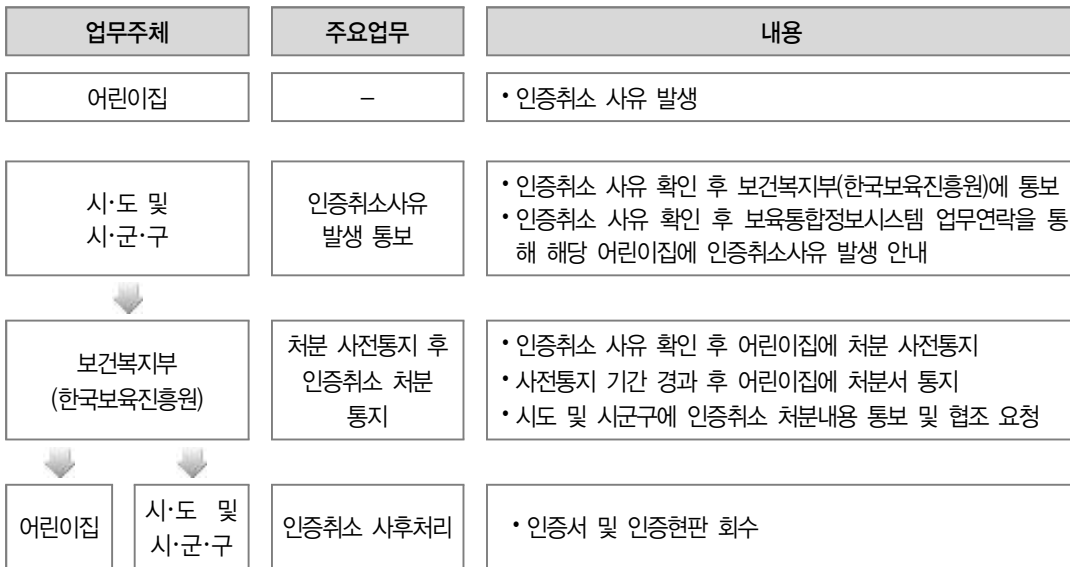 업무주체 주요업무 내용
어린이집 – • 인증취소 사유 발생
시·도 및
시·군·구
인증취소사유
발생 통보
• 인증취소 사유 확인 후 보건복지부(한국보육진흥원)에 통보
• 인증취소 사유 확인 후 보육통합정보시스템 업무연락을 통
해 해당 어린이집에 인증취소사유 발생 안내
보건복지부
(한국보육진흥원)
처분 사전통지 후
인증취소 처분
통지
• 인증취소 사유 확인 후 어린이집에 처분 사전통지
• 사전통지 기간 경과 후 어린이집에 처분서 통지
• 시도 및 시군구에 인증취소 처분내용 통보 및 협조 요청
어린이집
시·도 및
시·군·구
인증취소 사후처리
• 인증서 및 인증현판 회수